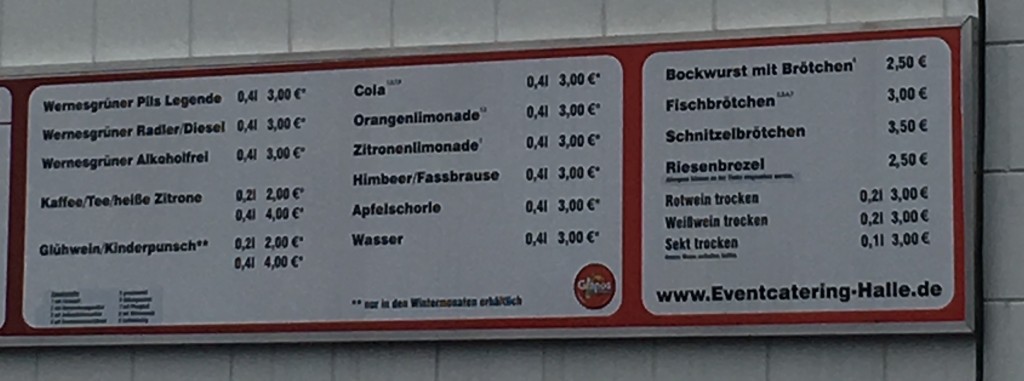 Wernesgrüner Pils Legende 0,4l 3,00 €*
Wernesgrüner Radler/Diesel 0,4l 3,00 €*
Wernesgrüner Alkoholfrei 0,4l 3,00 €*
Kaffee/Tee/heiße Zitrone 0,2l 2,00 €*
0,4l 4,00 €*
Glühwein/Kinderpunsch** 0,2l 2,00 €*
0,4l 4,00 €*
Cola 0,4l 3,00 €*
Orangenlimonade 0,4l 3,00 €*
Zitronenlimonade 0,4l 3,00 €*
Himbeer/Fassbrause 0,4l 3,00 €*
Apfelschorle 0,4l 3,00 €*
Wasser 0,4l 3,00 €*
** nur in den Wintermonaten erhältlich
Bockwurst mit Brötchen 2,50 €
Fischbrötchen 3,00 €
Schnitzelbrötchen 3,50 €
Riesenbrezel 2,50 €
Rotwein trocken 0,2l 3,00 €
Weißwein trocken 0,2l 3,00 €
Sekt trocken 0,1l 3,00 €
www.Eventcatering-Halle.de